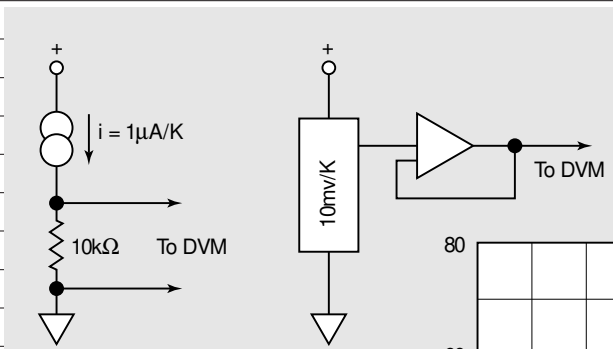 +
i = 1μA/K
10kΩ
To DVM
+
10mv/K
To DVM
80